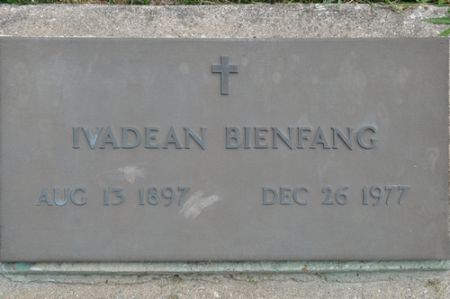 IVADEAN BIENFANG
AUG 13 1897 DEC 26 1977